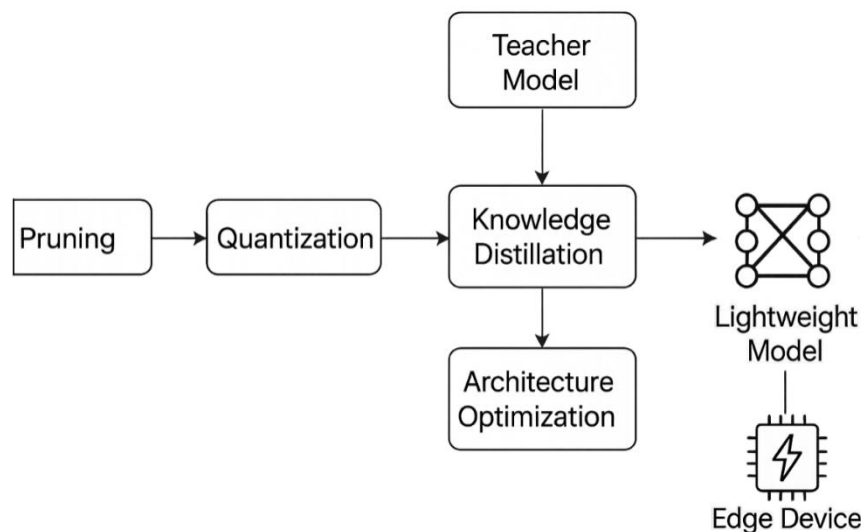 Teacher
Model
Pruning
Quantization
Knowledge
Distillation
Lightweight
Model
Architecture
Optimization
Edge Device